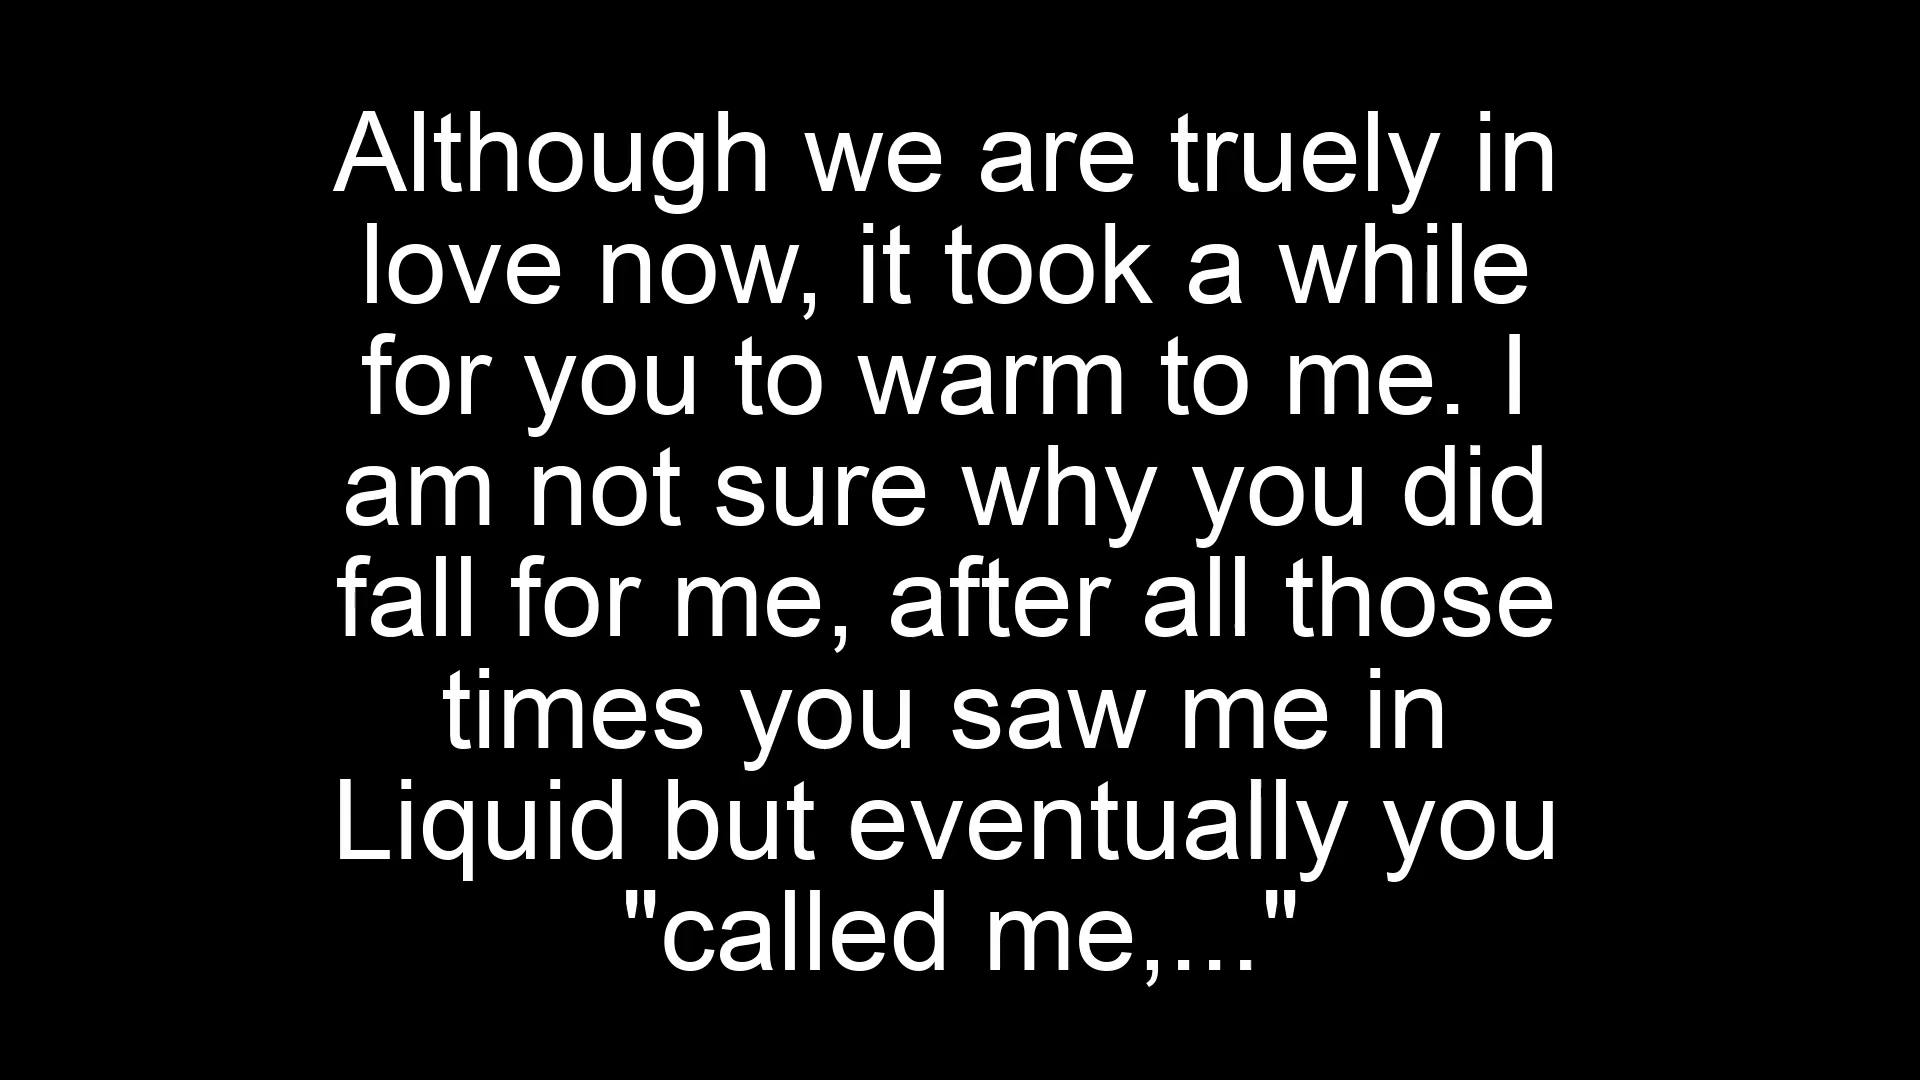 Although we are truely in
love now, it took a while
for you to warm to me. I
am not sure why you did
fall for me, after all those
times you saw me in
Liquid but eventually you
"called me,..."